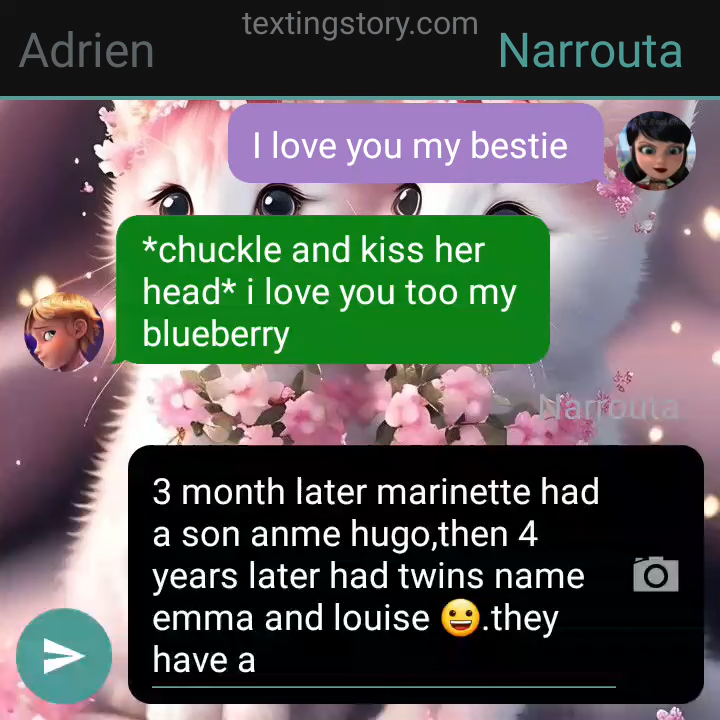 textingstory.com
Adrien
Narrouta
I love you my bestie
*chuckle and kiss her
head* i love you too my
blueberry
Narrouta
3 month later marinette had
a son anme hugo,then 4
years later had twins name
emma and louise 😀.they
have a